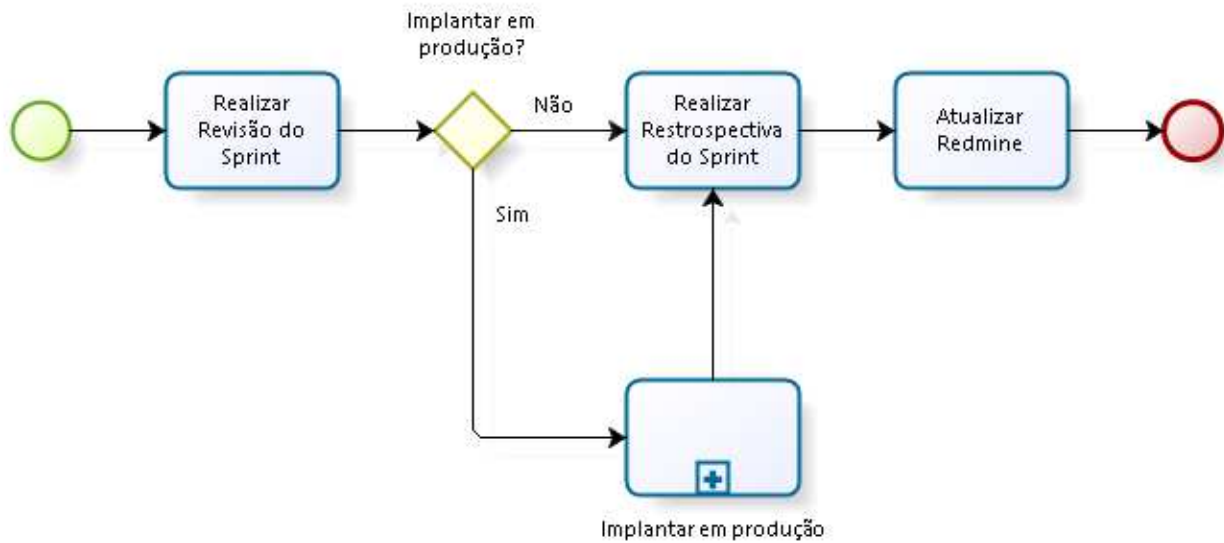 Implantar em
produção?
Realizar
Revisão do
Sprint
Não
Realizar
Restrospectiva
do Sprint
Atualizar
Redmine
Sim
Implantar em produção